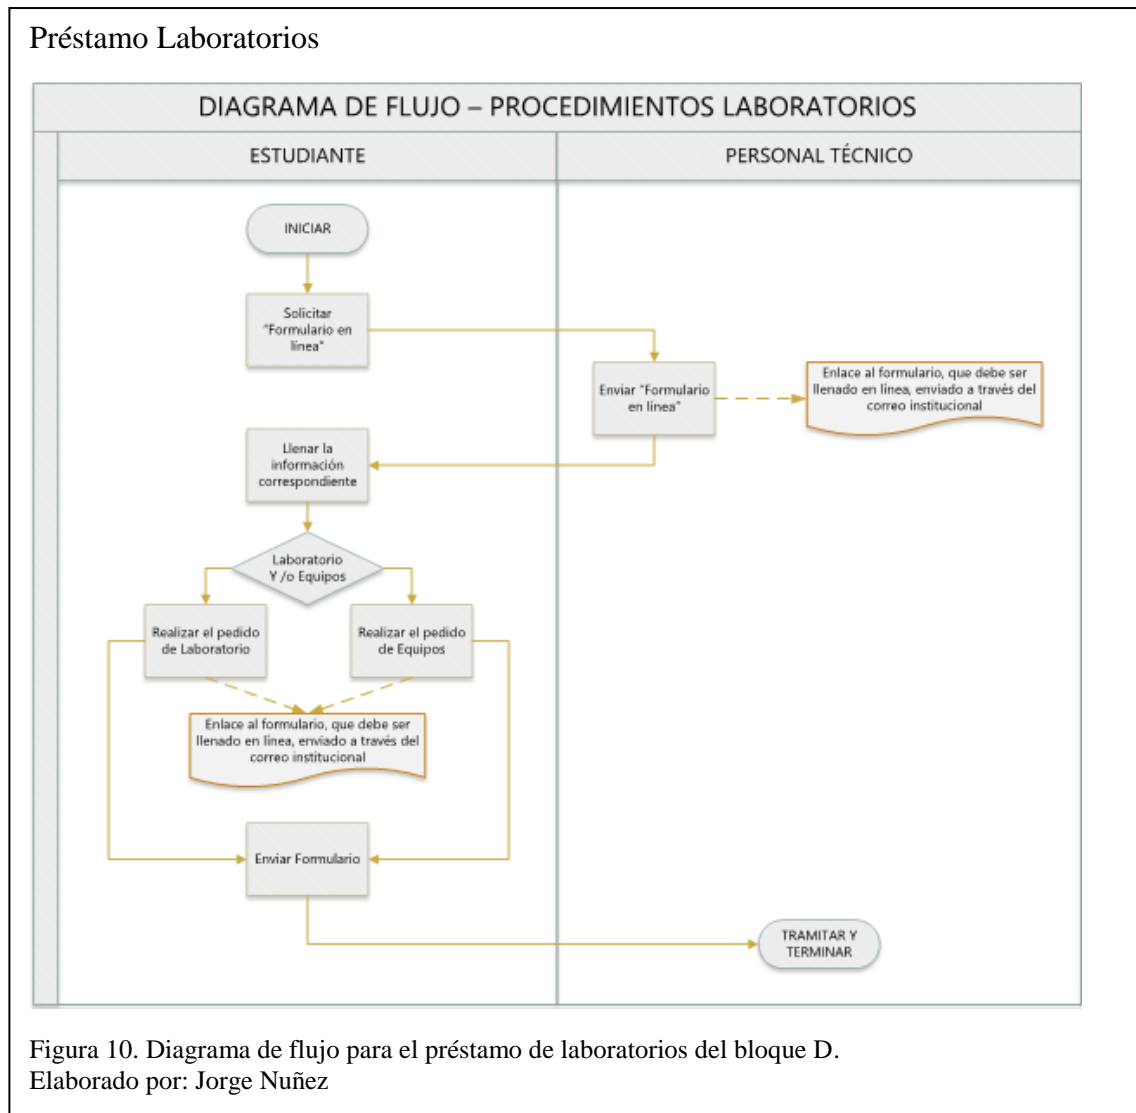 Préstamo Laboratorios
DIAGRAMA DE FLUJO – PROCEDIMIENTOS LABORATORIOS
ESTUDIANTE
PERSONAL TÉCNICO
INICIAR
Solicitar
"Formulario en
línea"
Enviar "Formulario
en línea"
Enlace al formulario, que debe ser
llenado en línea, enviado a través del
correo institucional
Llenar la
información
correspondiente
Laboratorio
Y /o Equipos
Realizar el pedido
de Laboratorio
Realizar el pedido
de Equipos
Enlace al formulario, que debe ser
llenado en línea, enviado a través del
correo institucional
Enviar Formulario
TRAMITAR Y
TERMINAR
Figura 10. Diagrama de flujo para el préstamo de laboratorios del bloque D.
Elaborado por: Jorge Nuñez